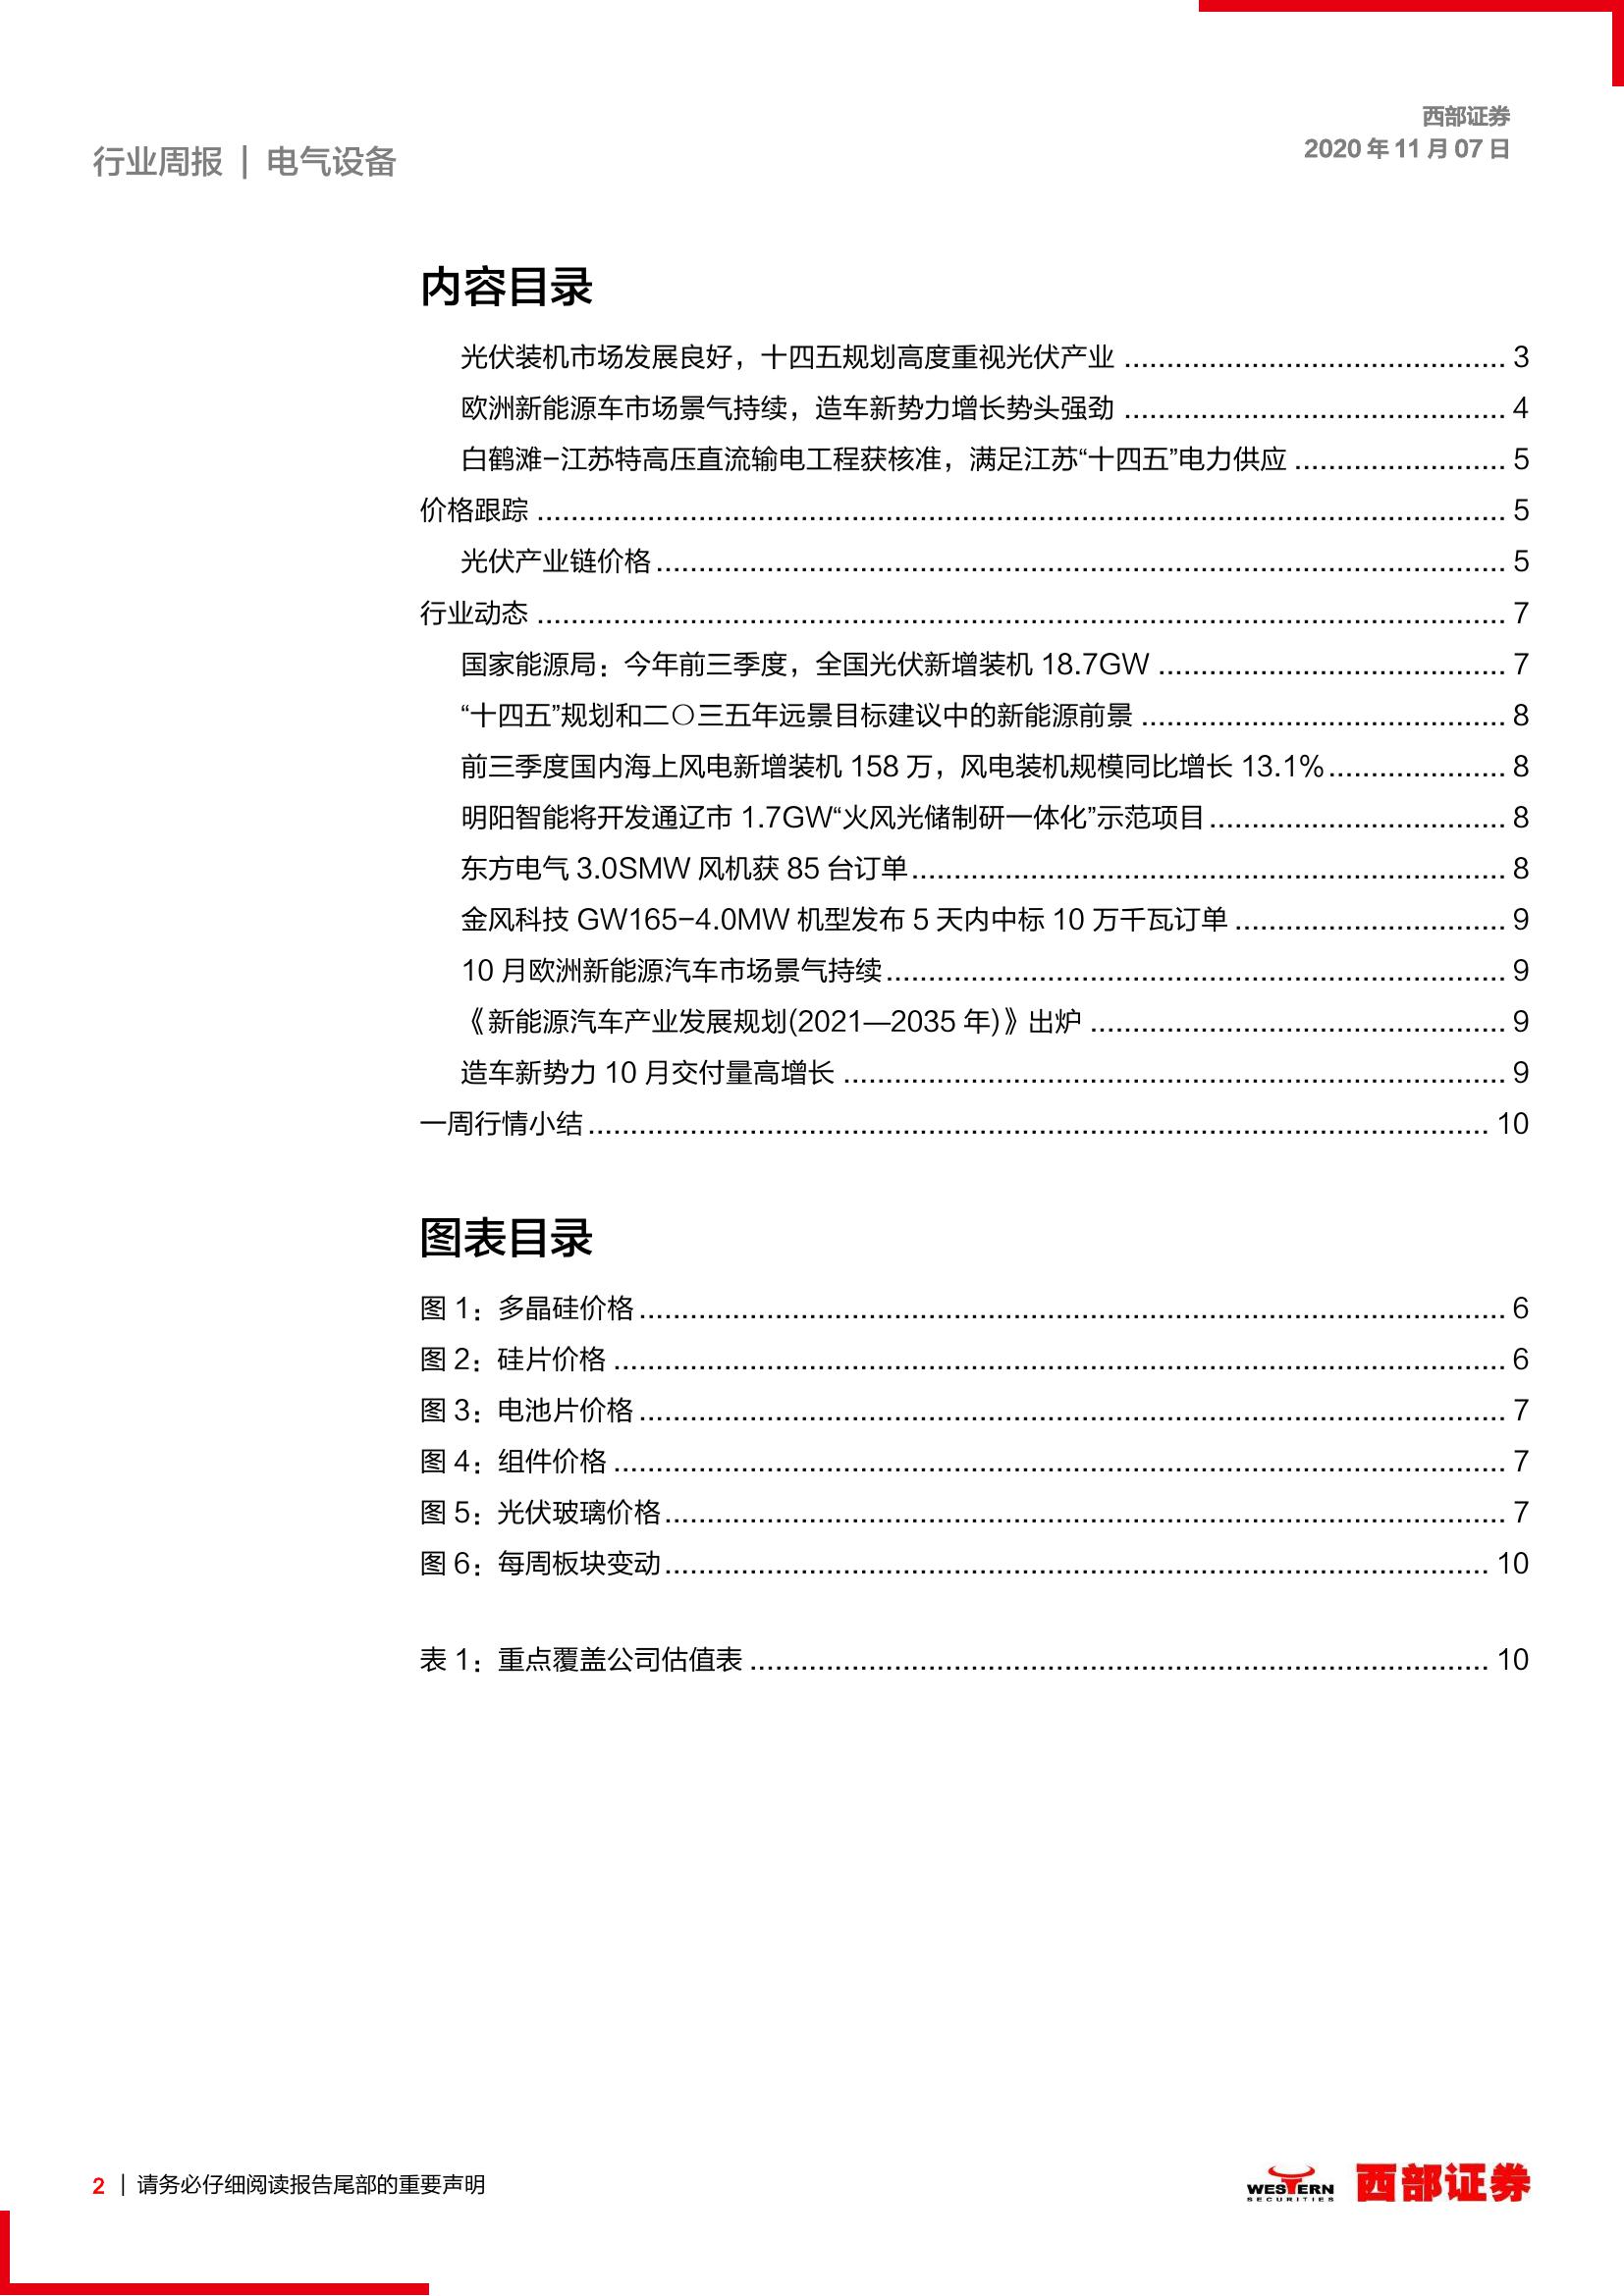 西部证券
2020 年 11 月 07 日
行业周报 | 电气设备
内容目录
光伏装机市场发展良好，十四五规划高度重视光伏产业 ............................................. 3
欧洲新能源车市场景气持续，造车新势力增长势头强劲 ............................................. 4
白鹤滩-江苏特高压直流输电工程获核准，满足江苏“十四五”电力供应 ......................... 5
价格跟踪 .................................................................................................................. 5
光伏产业链价格 .................................................................................................... 5
行业动态 .................................................................................................................. 7
国家能源局：今年前三季度，全国光伏新增装机 18.7GW ......................................... 7
“十四五”规划和二〇三五年远景目标建议中的新能源前景 ........................................... 8
前三季度国内海上风电新增装机 158 万，风电装机规模同比增长 13.1% ..................... 8
明阳智能将开发通辽市 1.7GW“火风光储制研一体化”示范项目 ................................... 8
东方电气 3.0SMW 风机获 85 台订单 ...................................................................... 8
金风科技 GW165-4.0MW 机型发布 5 天内中标 10 万千瓦订单 ................................ 9
10 月欧洲新能源汽车市场景气持续 ......................................................................... 9
《新能源汽车产业发展规划(2021—2035 年)》出炉 ................................................. 9
造车新势力 10 月交付量高增长 .............................................................................. 9
一周行情小结 .......................................................................................................... 10
图表目录
图 1：多晶硅价格 ...................................................................................................... 6
图 2：硅片价格 ......................................................................................................... 6
图 3：电池片价格 ...................................................................................................... 7
图 4：组件价格 ......................................................................................................... 7
图 5：光伏玻璃价格 ................................................................................................... 7
图 6：每周板块变动 ................................................................................................. 10
表 1：重点覆盖公司估值表 ....................................................................................... 10
2 | 请务必仔细阅读报告尾部的重要声明
WESTERN
SECURITIES
西部证券